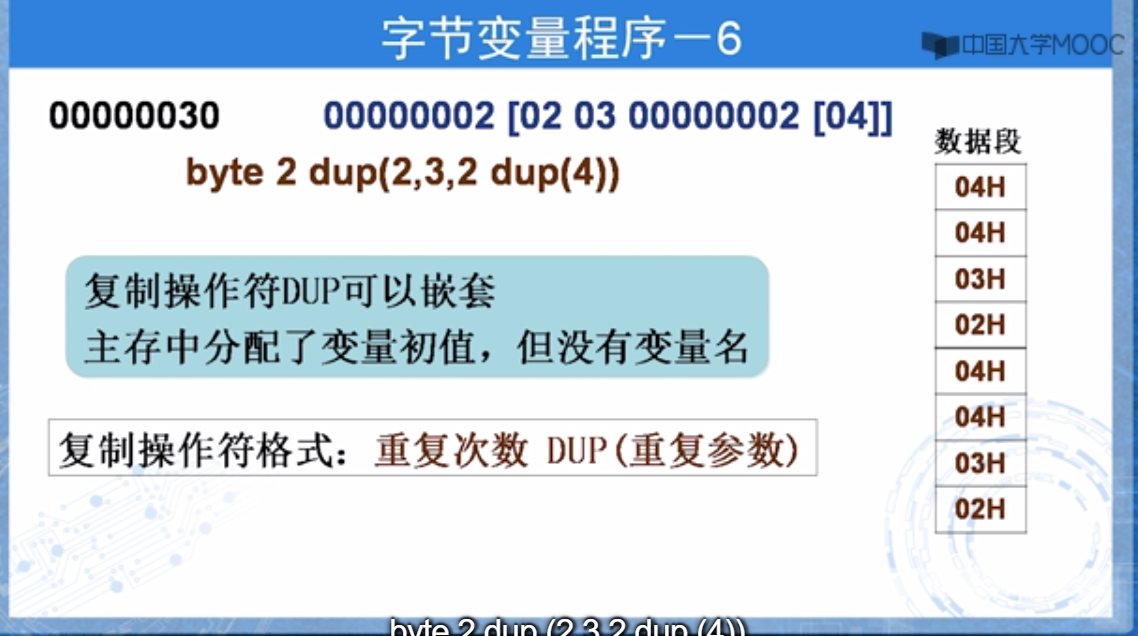 字节变量程序－6
中国大学MOOC
00000030 00000002 [02 03 00000002 [04]]
byte 2 dup(2,3,2 dup(4))
数据段
04H
04H
03H
02H
04H
04H
03H
02H
复制操作符DUP可以嵌套
主存中分配了变量初值，但没有变量名
复制操作符格式：重复次数 DUP(重复参数)
byte 2 dup (2,3,2 dup (4))